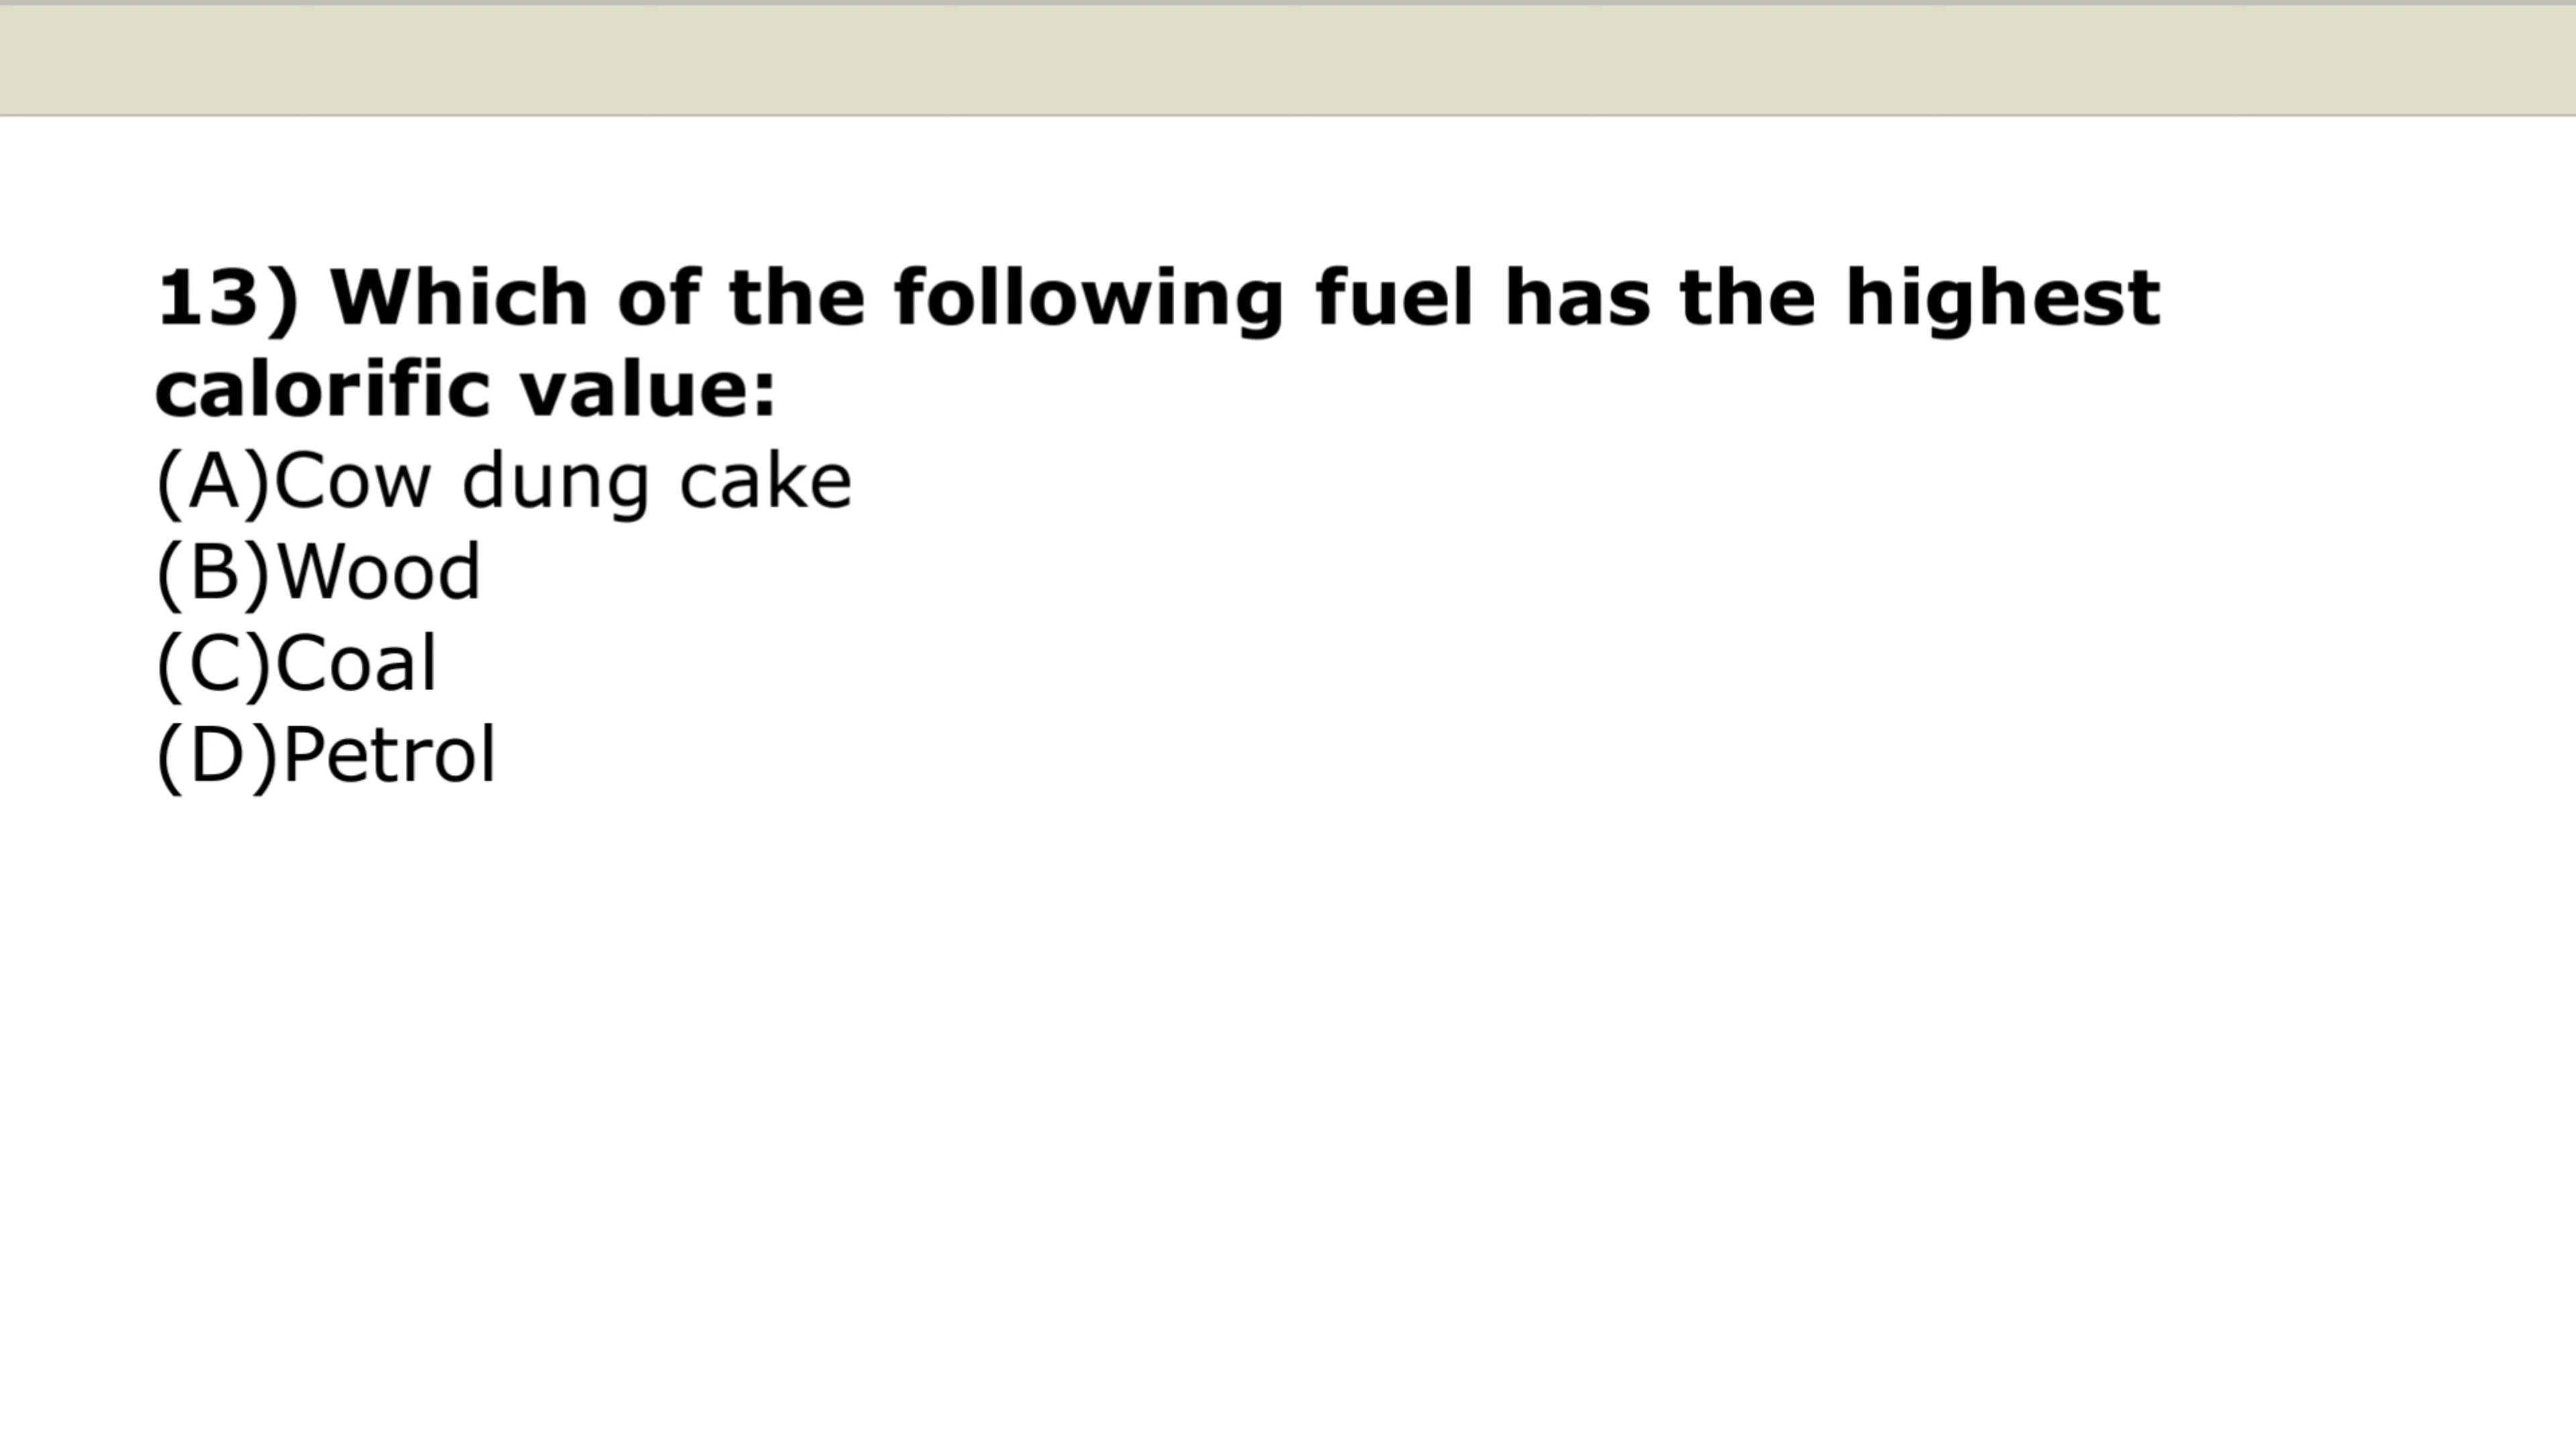 13) Which of the following fuel has the highest
calorific value:
(A)Cow dung cake
(B)Wood
(C)Coal
(D)Petrol